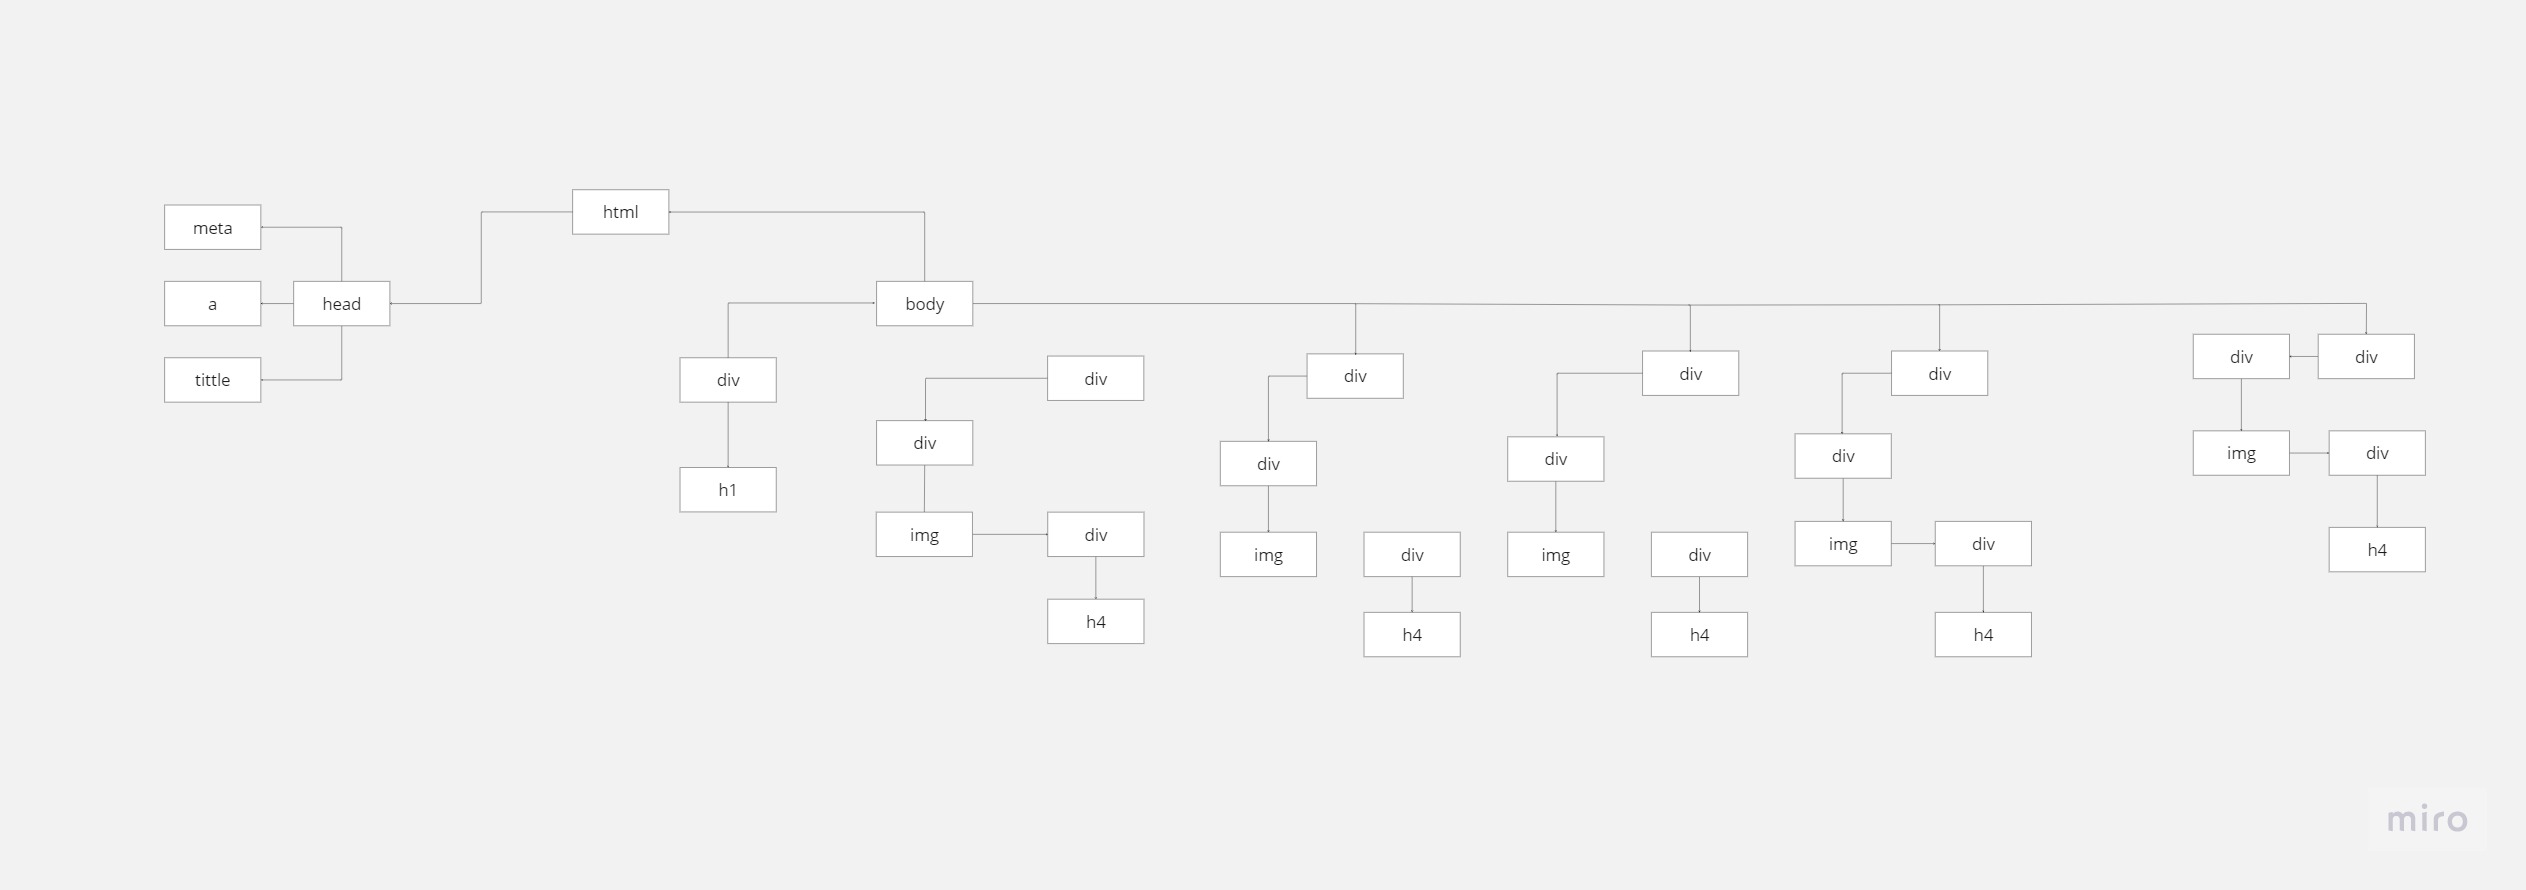 html
meta
a
head
tittle
body
div
h1
div
div
img
div
h4
div
div
img
div
h4
div
div
img
div
h4
div
div
img
div
h4
div
div
img
div
h4
miro